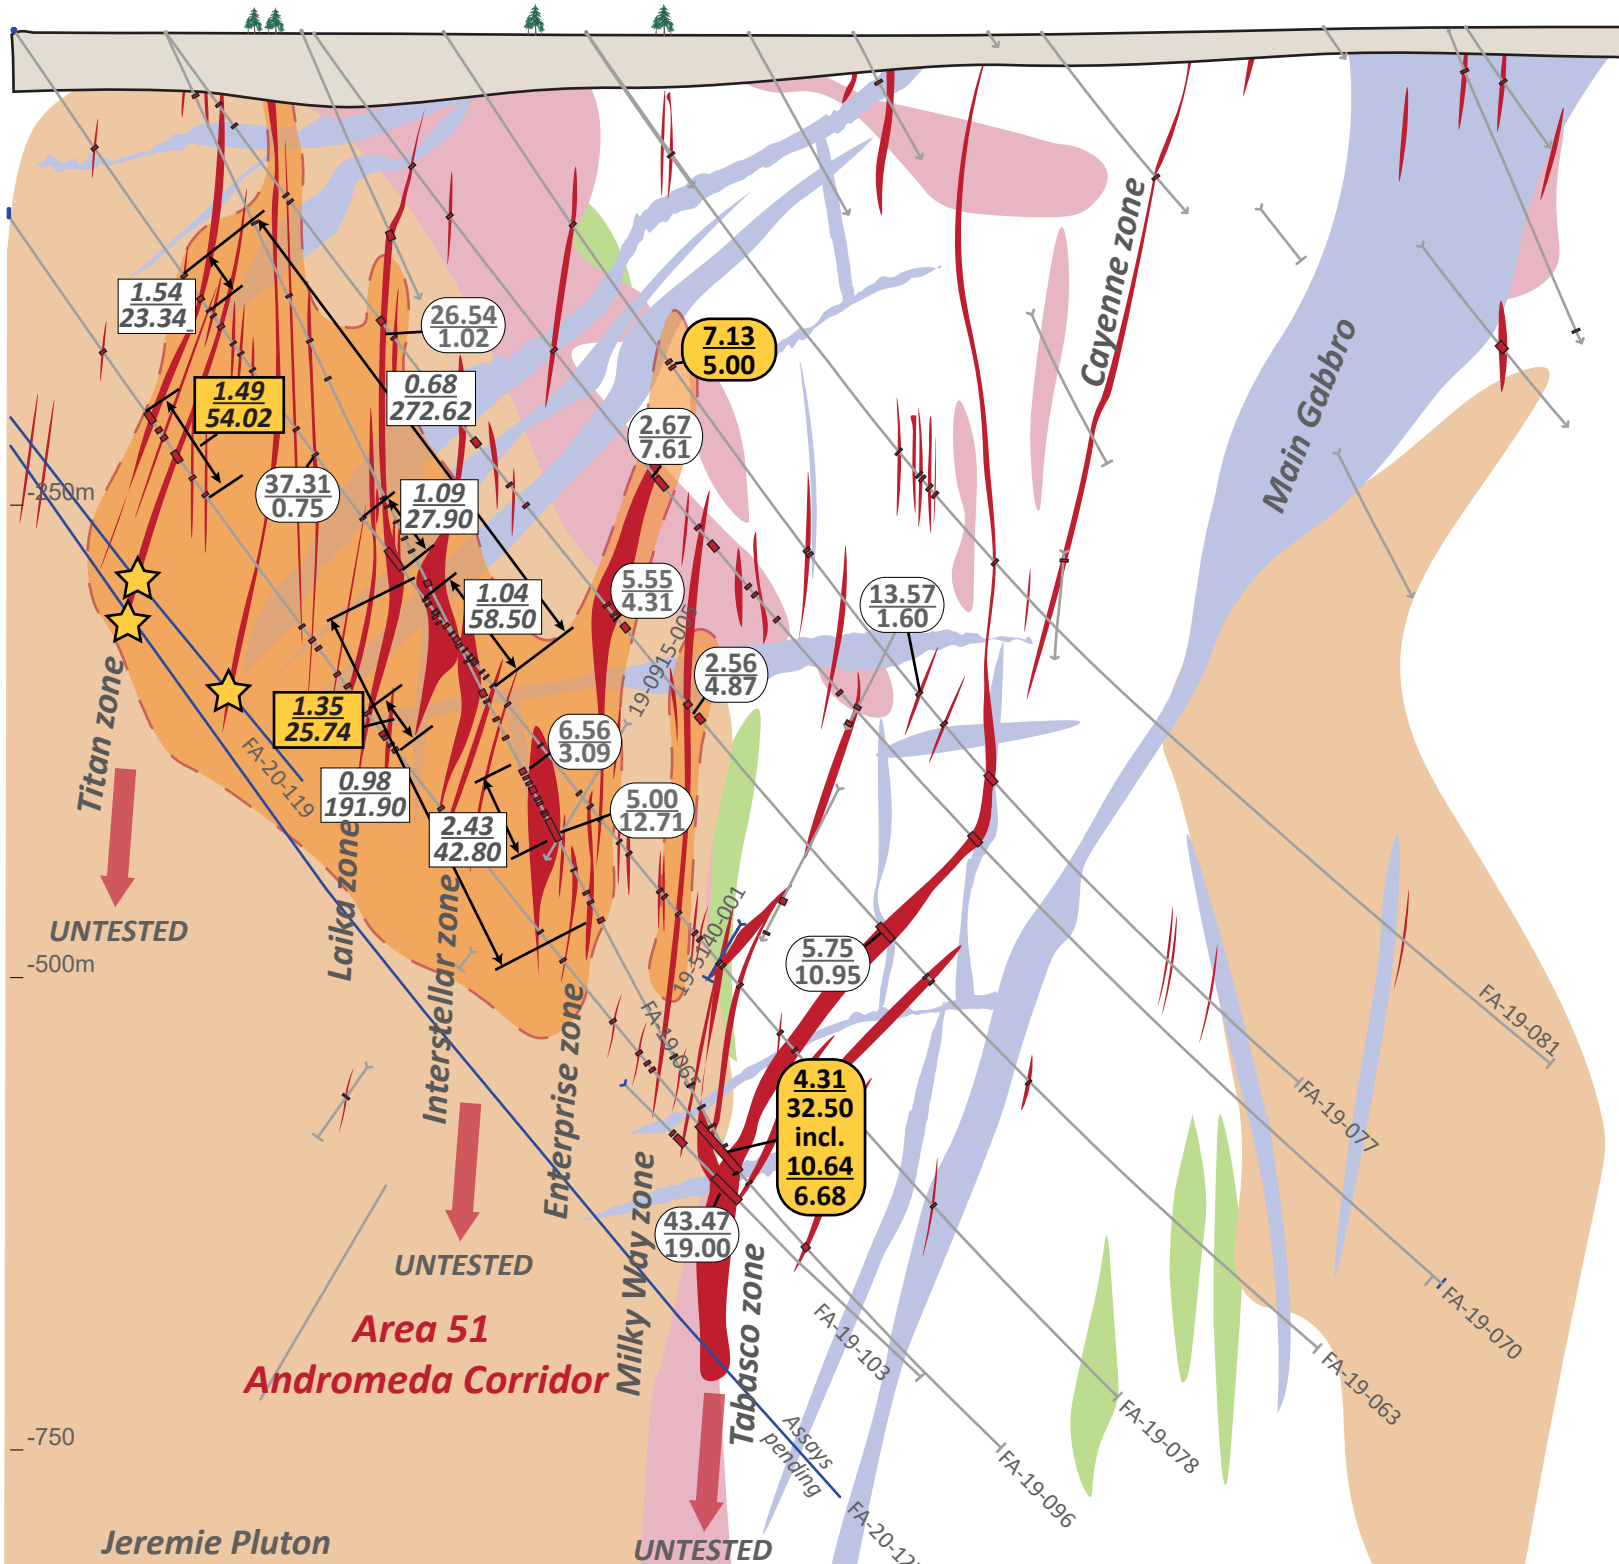 1.54
23.34
26.54
1.02
7.13
5.00
0.68
272.62
1.49
54.02
2.67
7.61
37.31
0.75
1.09
27.90
-250m
Cayenne zone
Main Gabbro
1.04
58.50
5.55
4.31
13.57
1.60
19-0915-005
2.56
4.87
1.35
25.74
6.56
3.09
Titan zone
FA-20-119
0.98
191.90
5.00
12.71
2.43
42.80
UNTESTED
Laika zone
Interstellar zone
19-5140-001
5.75
10.95
-500m
Enterprise zone
FA-19-065
FA-19-081
4.31
32.50
incl.
10.64
6.68
FA-19-077
Milky Way zone
43.47
19.00
UNTESTED
Tabasco zone
FA-19-103
FA-19-070
Area 51
Andromeda Corridor
FA-19-063
FA-19-078
-750
Assays
pending
FA-19-096
Jeremie Pluton
UNTESTED